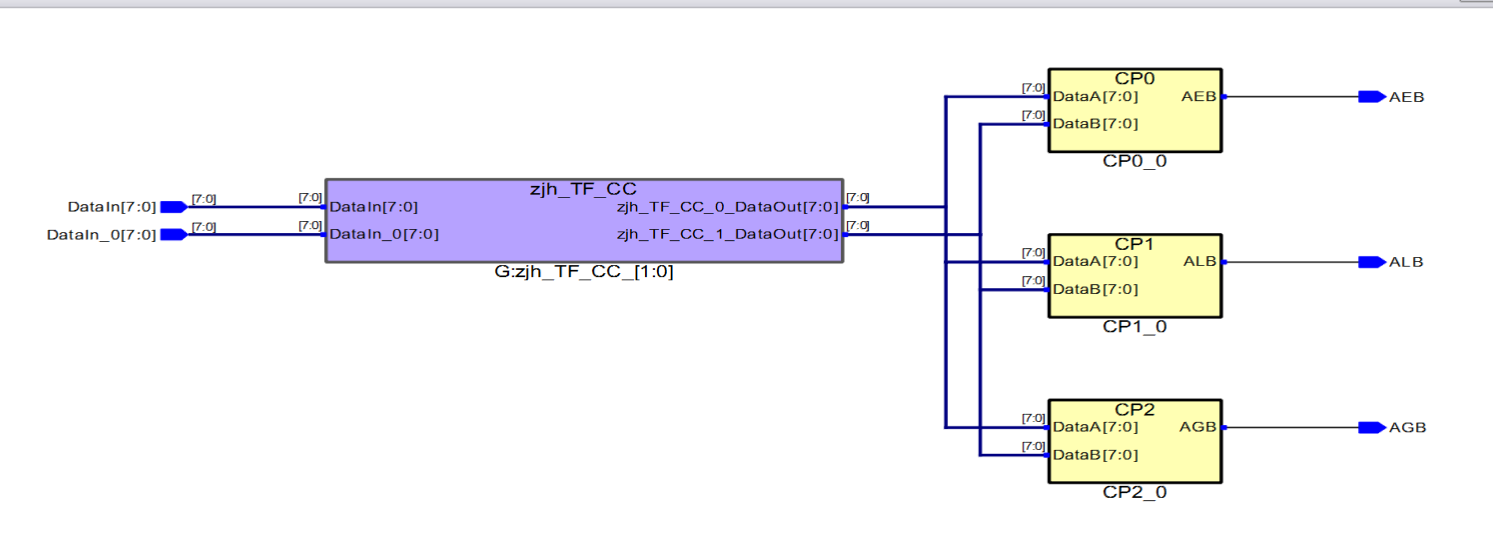 DataIn[7:0] [7:0] [7:0]
DataIn_0[7:0] [7:0] [7:0]
zjh_TF_CC
DataIn[7:0] zjh_TF_CC_0_DataOut[7:0] [7:0]
DataIn_0[7:0] zjh_TF_CC_1_DataOut[7:0] [7:0]
G:zjh_TF_CC_[1:0]
CP0
[7:0] DataA[7:0] AEB AEB
[7:0] DataB[7:0]
CP0_0
CP1
[7:0] DataA[7:0] ALB ALB
[7:0] DataB[7:0]
CP1_0
CP2
[7:0] DataA[7:0] AGB AGB
[7:0] DataB[7:0]
CP2_0